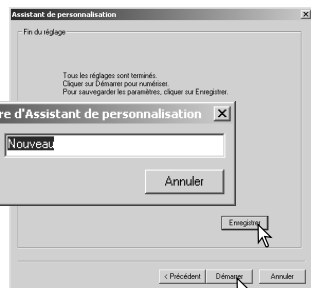 Assistant de personnalisation
Fin du réglage
Tous les réglages sont terminés.
Cliquer sur Démarrer pour numériser.
Pour sauvegarder les paramètres, cliquer sur Enregistrer.
d'Assistant de personnalisation
Nouveau
Annuler
Enregistrer
< Précédent Démarrer Annuler